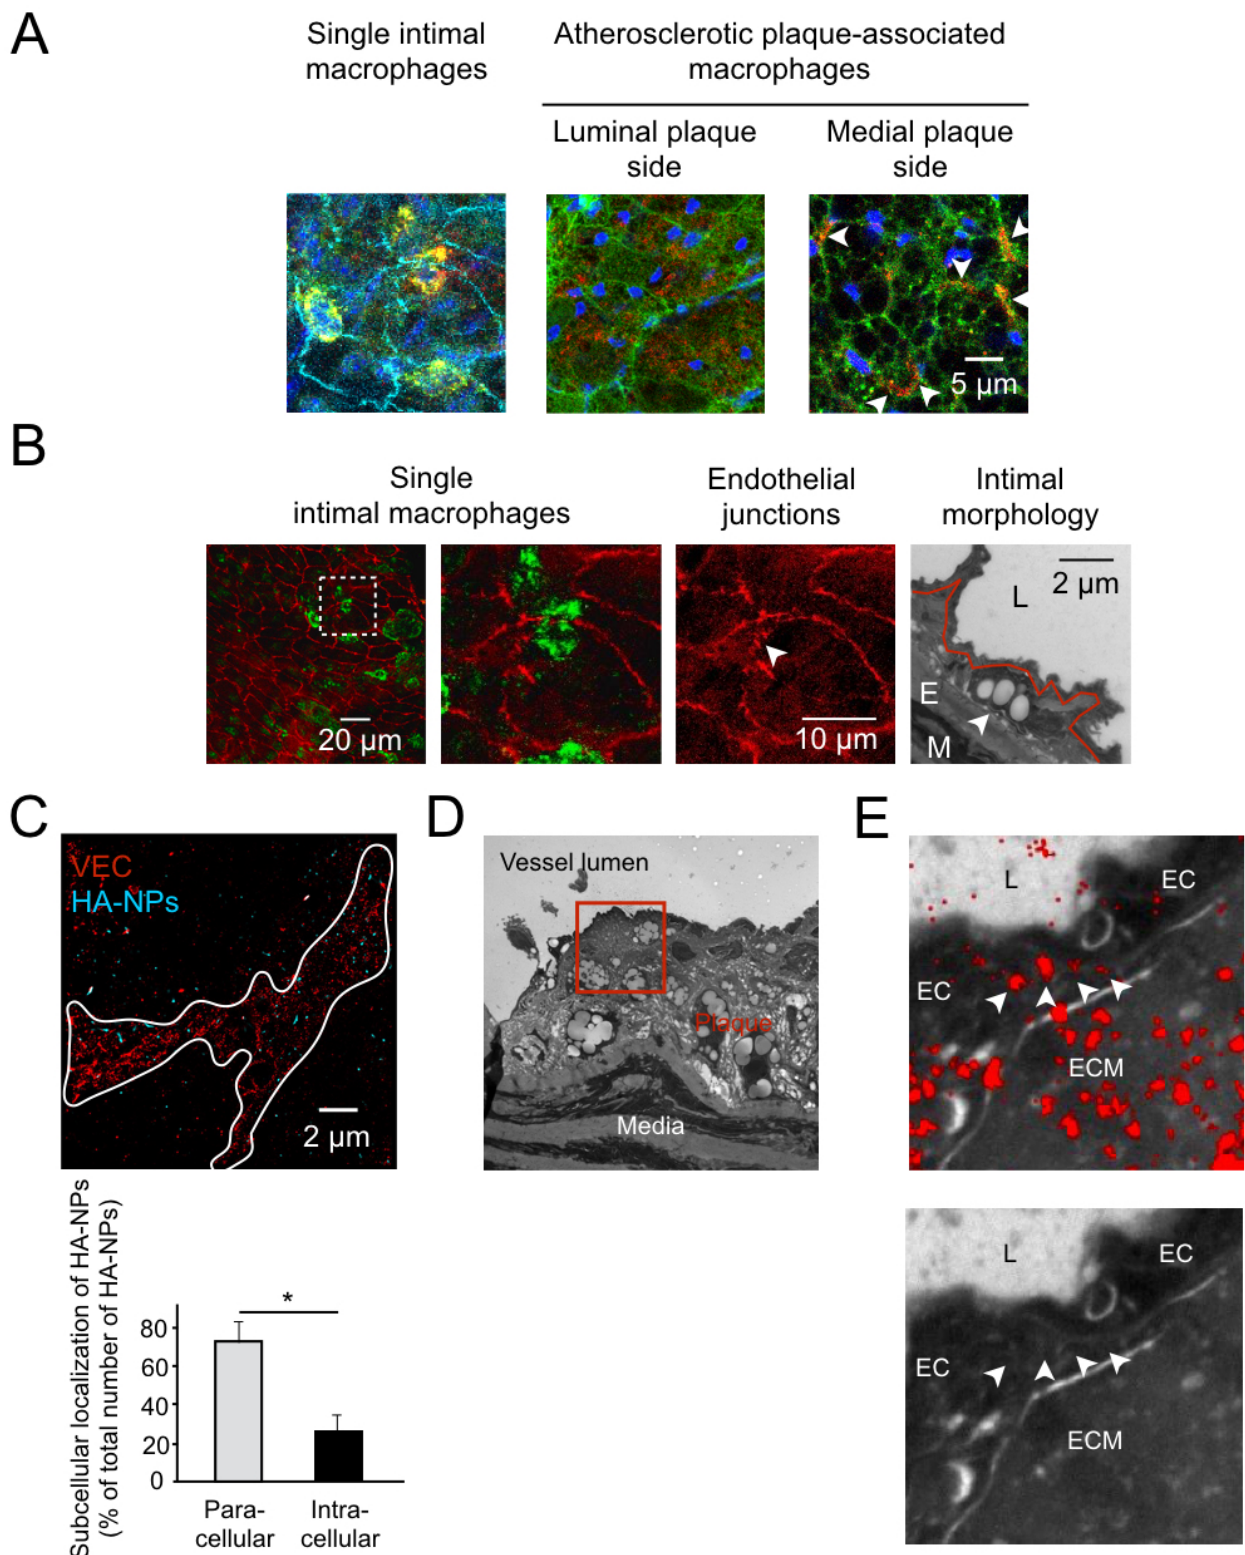 A
Single intimal
macrophages
Atherosclerotic plaque-associated
macrophages
Luminal plaque
side
Medial plaque
side
5 μm
B
Single
intimal macrophages
Endothelial
junctions
Intimal
morphology
20 μm
10 μm
2 μm
L
E
M
C
VEC
HA-NPs
2 μm
Subcellular localization of HA-NPs
(% of total number of HA-NPs)
80
60
40
20
0
*
Para-
cellular
Intra-
cellular
D
Vessel lumen
Plaque
Media
E
L
EC
EC
ECM
L
EC
EC
ECM